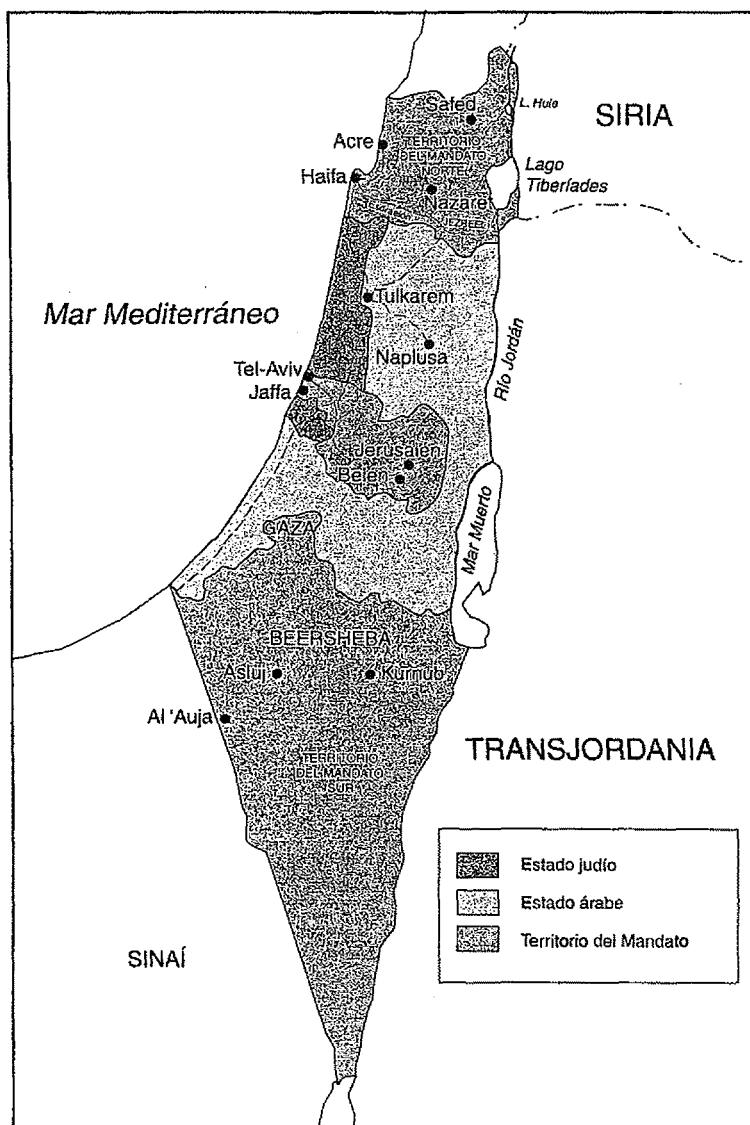 Safed
L. Hule
SIRIA
Acre
TERRITORIO
DEL MANDATO
NORTE
Haifa
Lago
Tiberíades
Nazaret
Mar Mediterráneo
Tulkarem
Naplusa
Río Jordán
Tel-Aviv
Jaffa
Jerusalén
Belén
GAZA
Mar Muerto
BEERSHEBA
Asluj
Kurnub
Al 'Auja
TRANSJORDANIA
TERRITORIO
DEL MANDATO
SUR
SINAÍ
Estado judío
Estado árabe
Territorio del Mandato